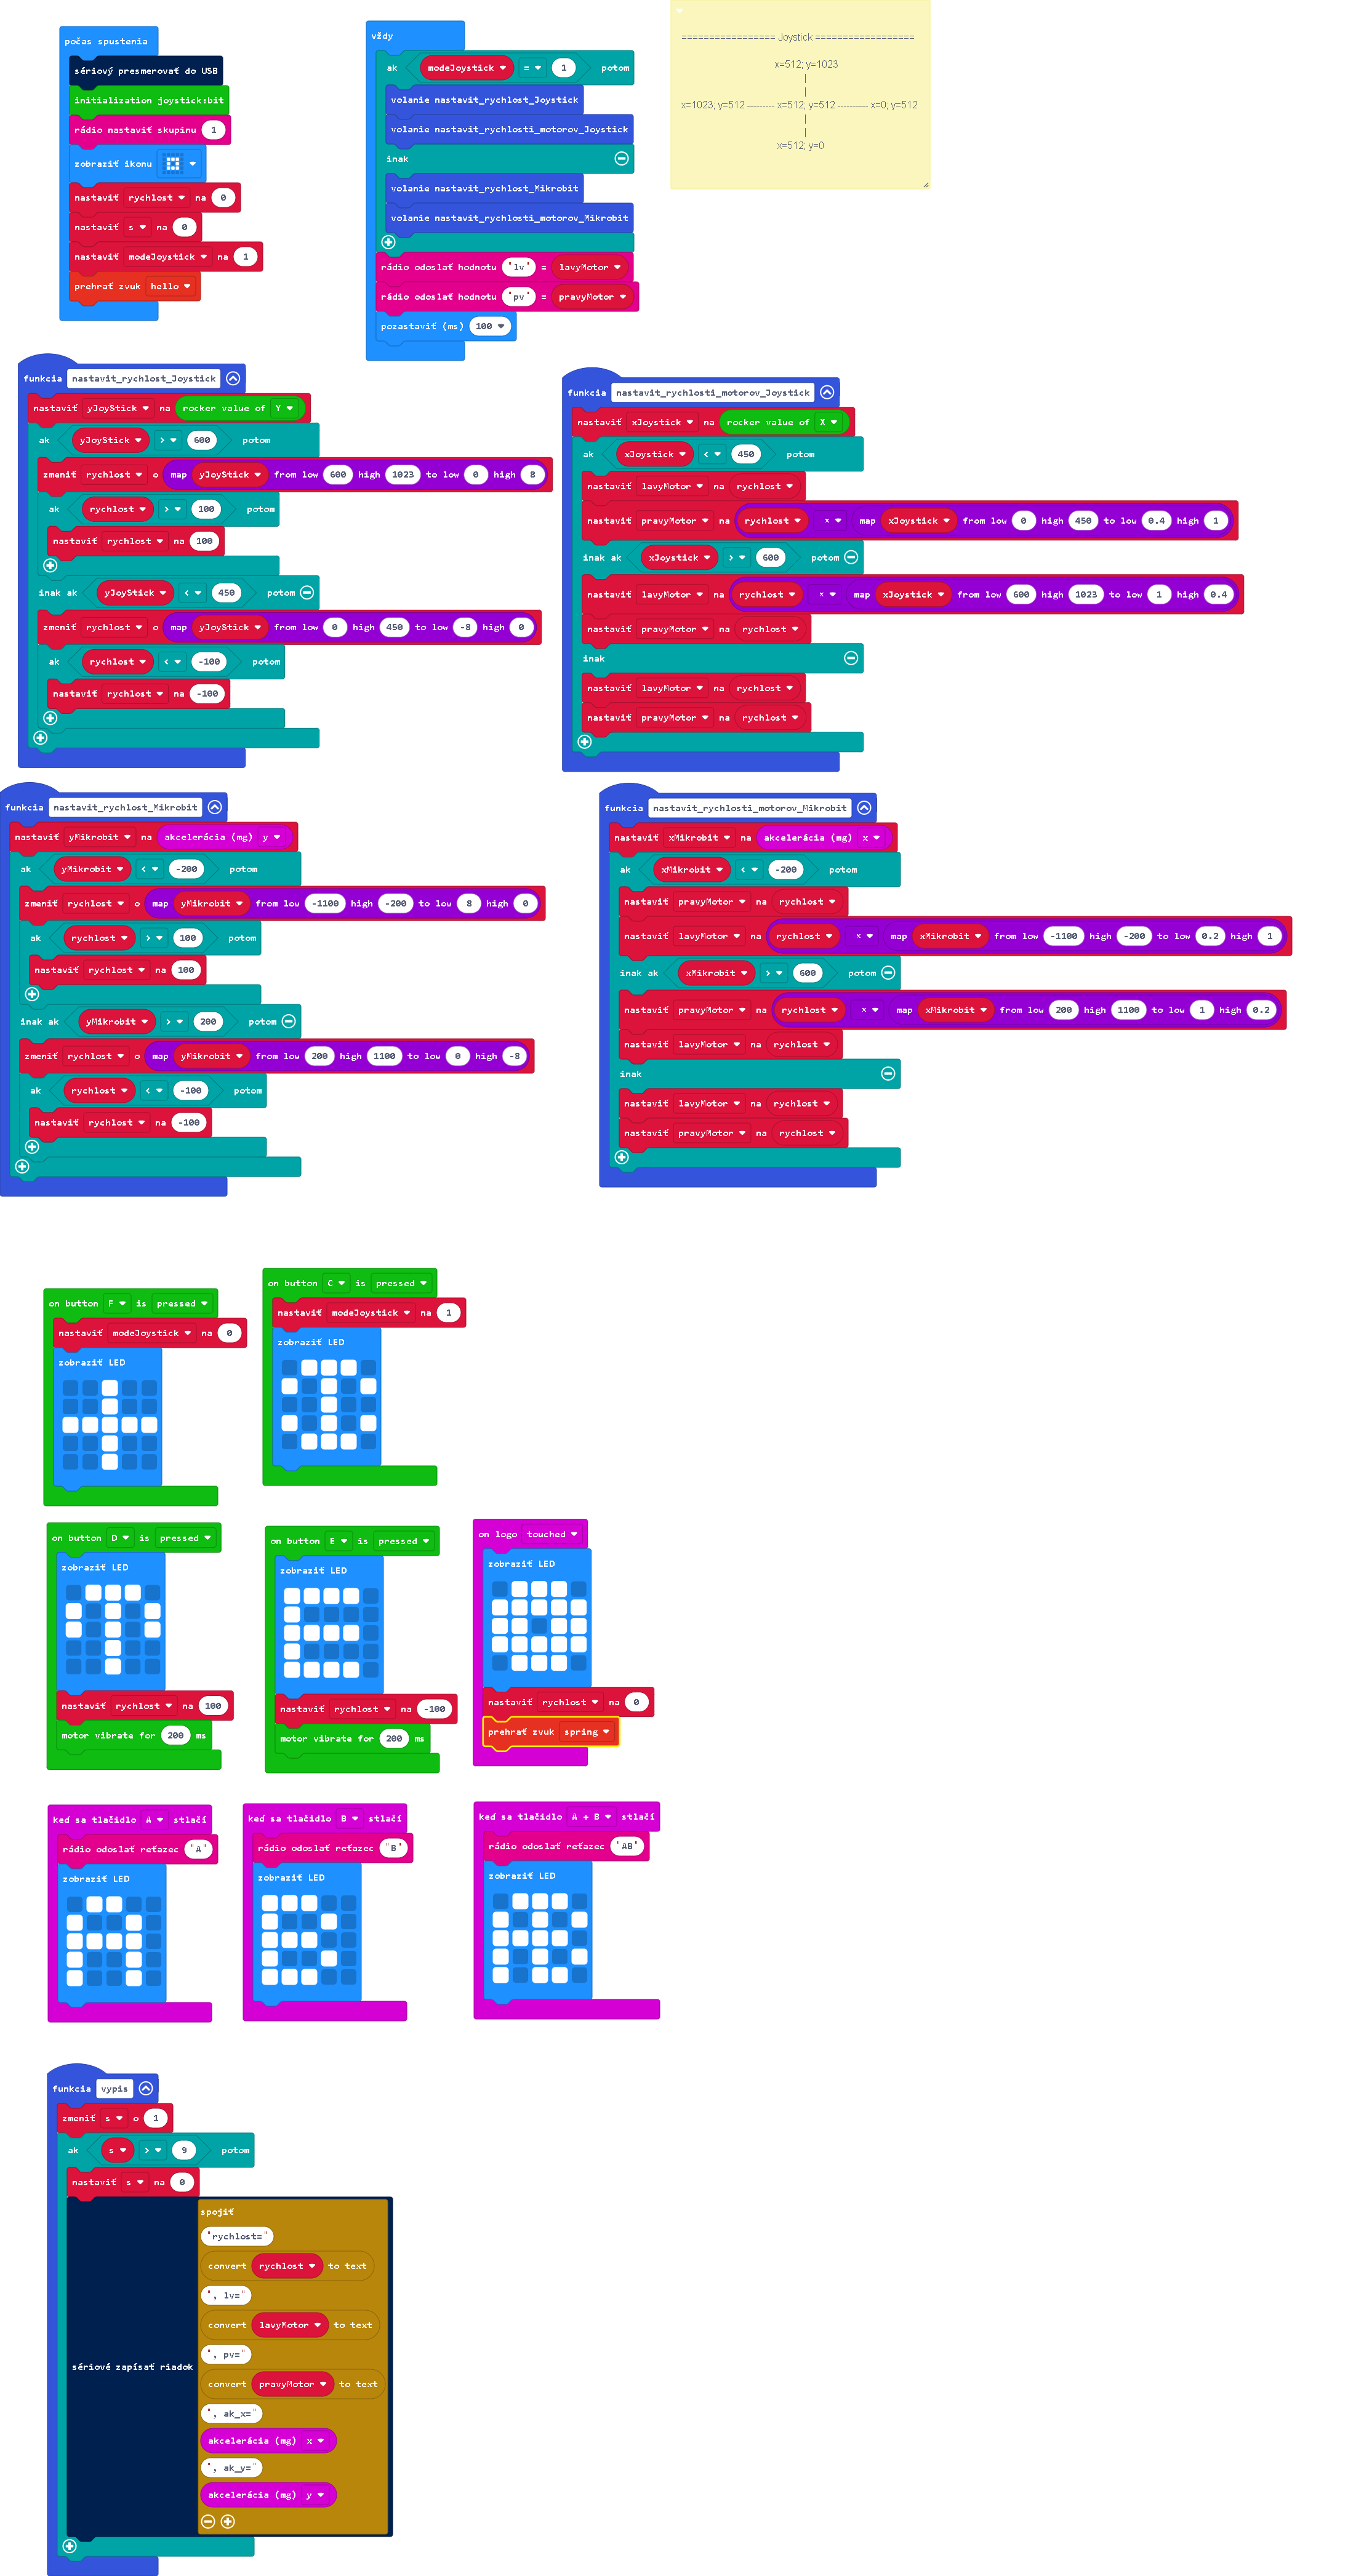 počas spustenia
sériový presmerovať do USB
initialization joystick:bit
rádio nastaviť skupinu 1
zobraziť ikonu
nastaviť rychlost na 0
nastaviť s na 0
nastaviť modeJoystick na 1
prehrať zvuk hello
vždy
ak modeJoystick = 1 potom
volanie nastavit_rychlost_Joystick
volanie nastavit_rychlosti_motorov_Joystick
inak
volanie nastavit_rychlost_Mikrobit
volanie nastavit_rychlosti_motorov_Mikrobit
rádio odoslať hodnotu "lv" = lavyMotor
rádio odoslať hodnotu "pv" = pravyMotor
pozastaviť (ms) 100
================= Joystick ==================
x=512; y=1023
|
|
x=1023; y=512 --------- x=512; y=512 ---------- x=0; y=512
|
|
x=512; y=0
funkcia nastavit_rychlost_Joystick
nastaviť yJoyStick na rocker value of Y
ak yJoyStick > 600 potom
zmeniť rychlost o map yJoyStick from low 600 high 1023 to low 0 high 8
ak rychlost > 100 potom
nastaviť rychlost na 100
inak ak yJoyStick < 450 potom
zmeniť rychlost o map yJoyStick from low 0 high 450 to low -8 high 0
ak rychlost < -100 potom
nastaviť rychlost na -100
funkcia nastavit_rychlosti_motorov_Joystick
nastaviť xJoystick na rocker value of X
ak xJoystick < 450 potom
nastaviť lavyMotor na rychlost
nastaviť pravyMotor na rychlost × map xJoystick from low 0 high 450 to low 0.4 high 1
inak ak xJoystick > 600 potom
nastaviť lavyMotor na rychlost × map xJoystick from low 600 high 1023 to low 1 high 0.4
nastaviť pravyMotor na rychlost
inak
nastaviť lavyMotor na rychlost
nastaviť pravyMotor na rychlost
funkcia nastavit_rychlost_Mikrobit
nastaviť yMikrobit na akcelerácia (mg) y
ak yMikrobit < -200 potom
zmeniť rychlost o map yMikrobit from low -1100 high -200 to low 8 high 0
ak rychlost > 100 potom
nastaviť rychlost na 100
inak ak yMikrobit > 200 potom
zmeniť rychlost o map yMikrobit from low 200 high 1100 to low 0 high -8
ak rychlost < -100 potom
nastaviť rychlost na -100
funkcia nastavit_rychlosti_motorov_Mikrobit
nastaviť xMikrobit na akcelerácia (mg) x
ak xMikrobit < -200 potom
nastaviť pravyMotor na rychlost
nastaviť lavyMotor na rychlost × map xMikrobit from low -1100 high -200 to low 0.2 high 1
inak ak xMikrobit > 600 potom
nastaviť pravyMotor na rychlost × map xMikrobit from low 200 high 1100 to low 1 high 0.2
nastaviť lavyMotor na rychlost
inak
nastaviť lavyMotor na rychlost
nastaviť pravyMotor na rychlost
on button F is pressed
nastaviť modeJoystick na 0
zobraziť LED
on button C is pressed
nastaviť modeJoystick na 1
zobraziť LED
on button D is pressed
zobraziť LED
nastaviť rychlost na 100
motor vibrate for 200 ms
on button E is pressed
zobraziť LED
nastaviť rychlost na -100
motor vibrate for 200 ms
on logo touched
zobraziť LED
nastaviť rychlost na 0
prehrať zvuk spring
keď sa tlačidlo A stlačí
rádio odoslať reťazec "A"
zobraziť LED
keď sa tlačidlo B stlačí
rádio odoslať reťazec "B"
zobraziť LED
keď sa tlačidlo A + B stlačí
rádio odoslať reťazec "AB"
zobraziť LED
funkcia vypis
zmeniť s o 1
ak s > 9 potom
nastaviť s na 0
sériové zapísať riadok
spojiť
"rychlost="
convert rychlost to text
", lv="
convert lavyMotor to text
", pv="
convert pravyMotor to text
", ak_x="
akcelerácia (mg) x
", ak_y="
akcelerácia (mg) y